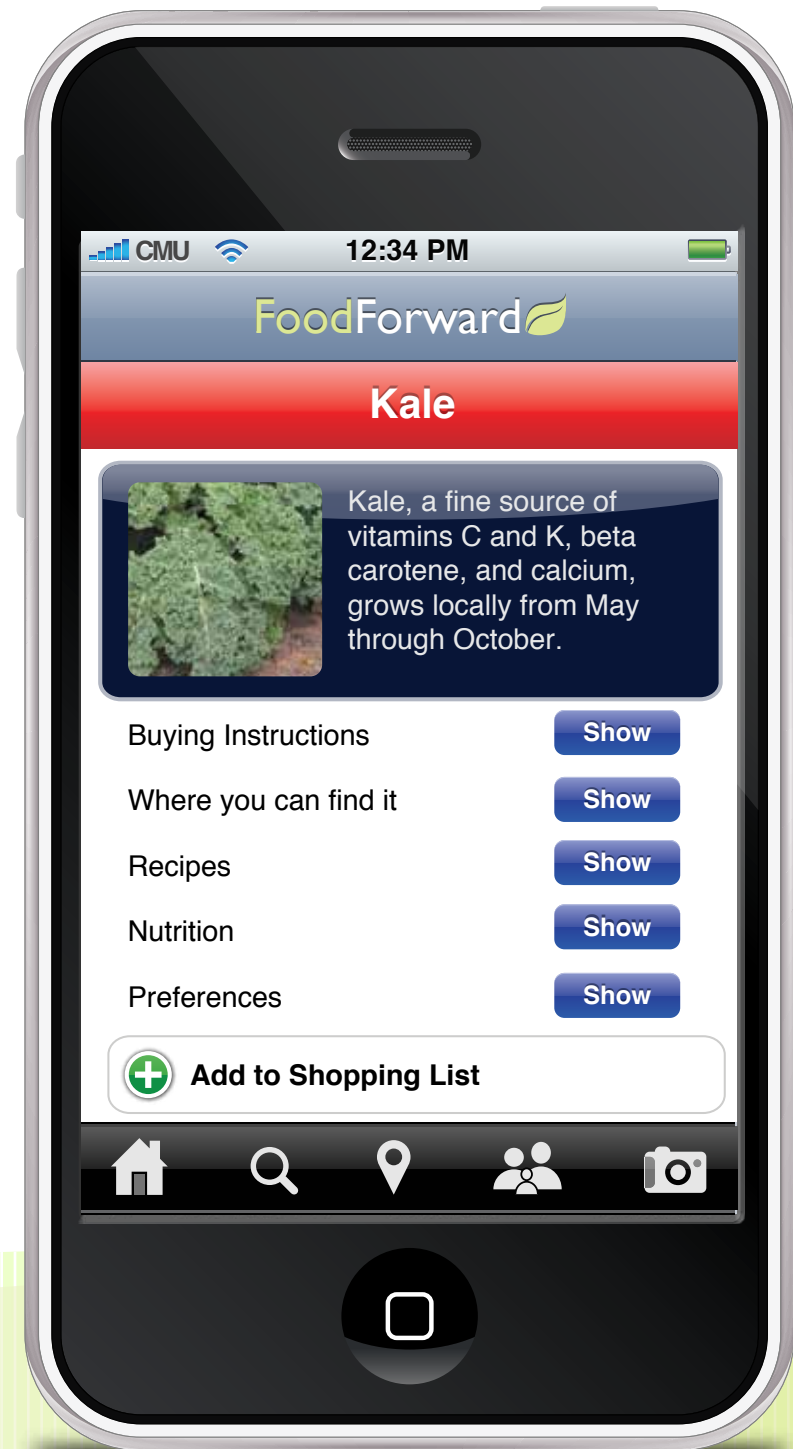 CMU 12:34 PM
FoodForward
Kale
Kale, a fine source of
vitamins C and K, beta
carotene, and calcium,
grows locally from May
through October.
Buying Instructions Show
Where you can find it Show
Recipes Show
Nutrition Show
Preferences Show
Add to Shopping List